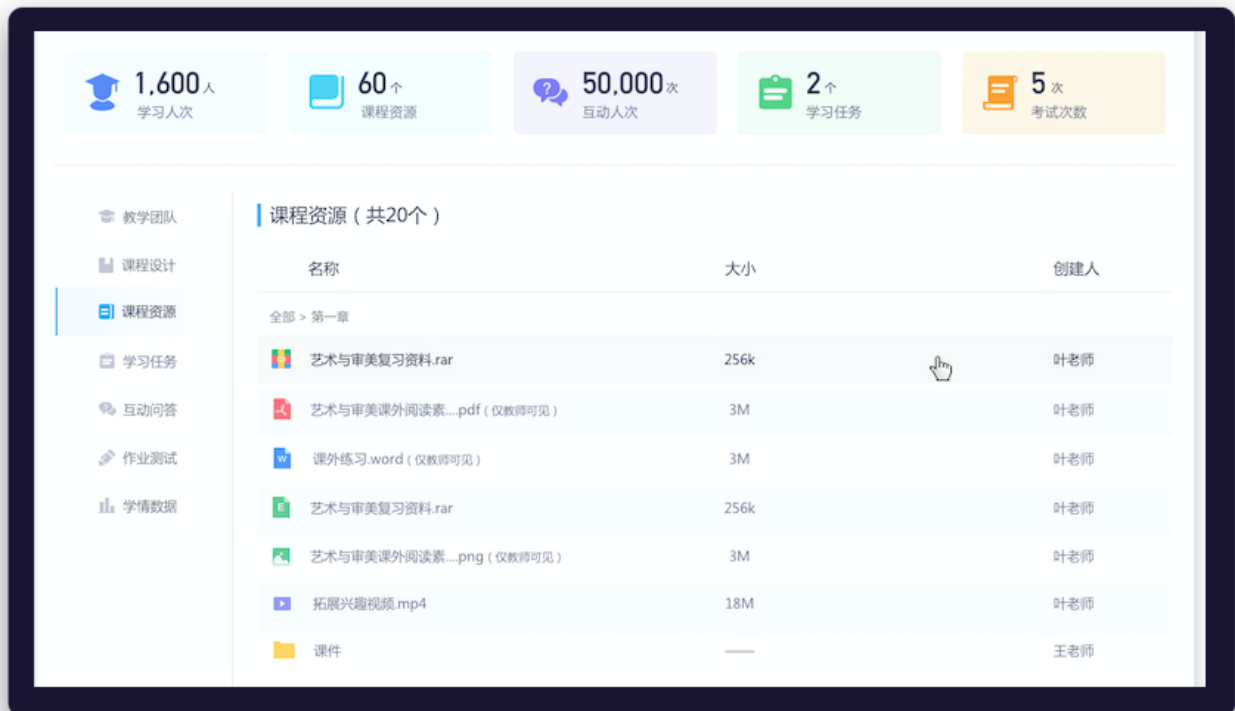 1,600人
学习人次
60个
课程资源
50,000次
互动人次
2个
学习任务
5次
考试次数
教学团队
课程设计
课程资源
学习任务
互动问答
作业测试
学情数据
课程资源（共20个）
名称 大小 创建人
全部 > 第一章
艺术与审美复习资料.rar 256k 叶老师
艺术与审美课外阅读素....pdf（仅教师可见） 3M 叶老师
W 课外练习.word（仅教师可见） 3M 叶老师
E 艺术与审美复习资料.rar 256k 叶老师
艺术与审美课外阅读素....png（仅教师可见） 3M 叶老师
拓展兴趣视频.mp4 18M 叶老师
课件 —— 王老师